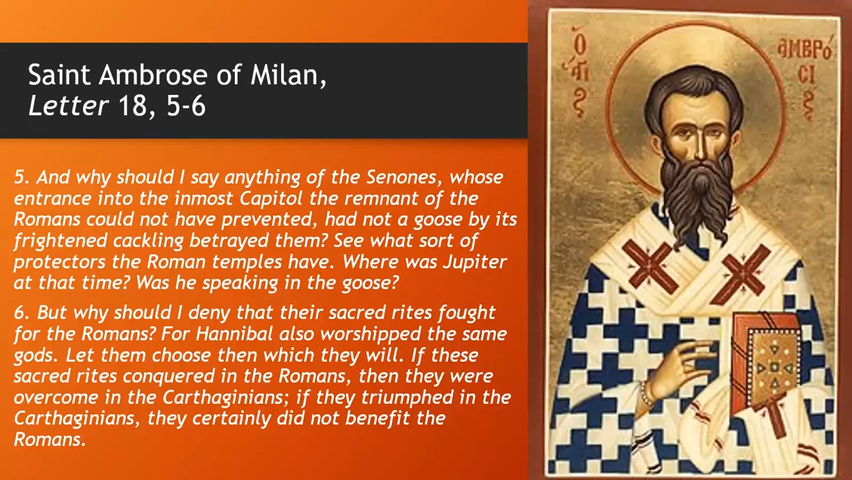 Saint Ambrose of Milan,
Letter 18, 5-6
5. And why should I say anything of the Senones, whose
entrance into the inmost Capitol the remnant of the
Romans could not have prevented, had not a goose by its
frightened cackling betrayed them? See what sort of
protectors the Roman temples have. Where was Jupiter
at that time? Was he speaking in the goose?
6. But why should I deny that their sacred rites fought
for the Romans? For Hannibal also worshipped the same
gods. Let them choose then which they will. If these
sacred rites conquered in the Romans, then they were
overcome in the Carthaginians; if they triumphed in the
Carthaginians, they certainly did not benefit the
Romans.
ἀμβρό
σι